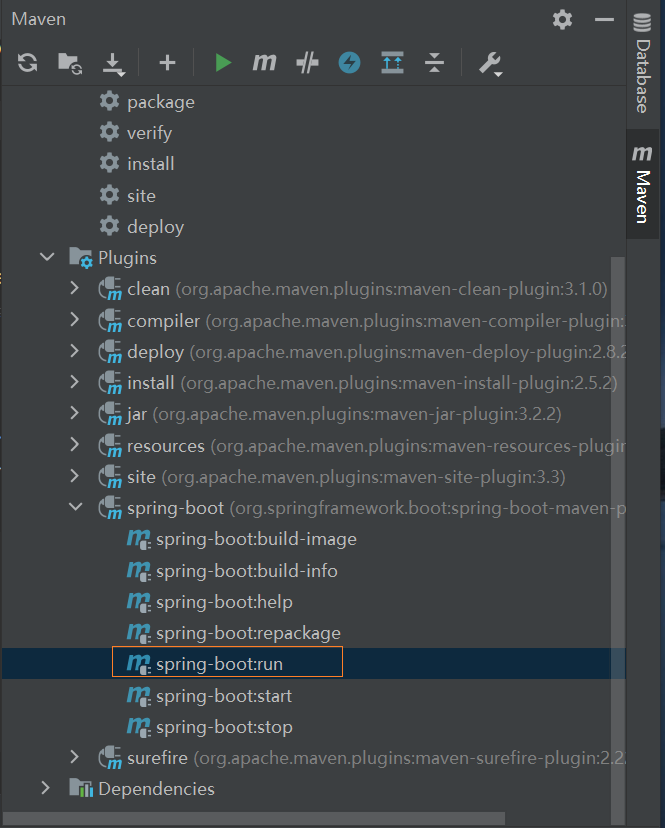 Maven
package
verify
install
site
deploy
Plugins
clean (org.apache.maven.plugins:maven-clean-plugin:3.1.0)
compiler (org.apache.maven.plugins:maven-compiler-plugin:
deploy (org.apache.maven.plugins:maven-deploy-plugin:2.8.2
install (org.apache.maven.plugins:maven-install-plugin:2.5.2)
jar (org.apache.maven.plugins:maven-jar-plugin:3.2.2)
resources (org.apache.maven.plugins:maven-resources-plugin
site (org.apache.maven.plugins:maven-site-plugin:3.3)
spring-boot (org.springframework.boot:spring-boot-maven-p
spring-boot:build-image
spring-boot:build-info
spring-boot:help
spring-boot:repackage
spring-boot:run
spring-boot:start
spring-boot:stop
surefire (org.apache.maven.plugins:maven-surefire-plugin:2.2
Dependencies
Database
Maven